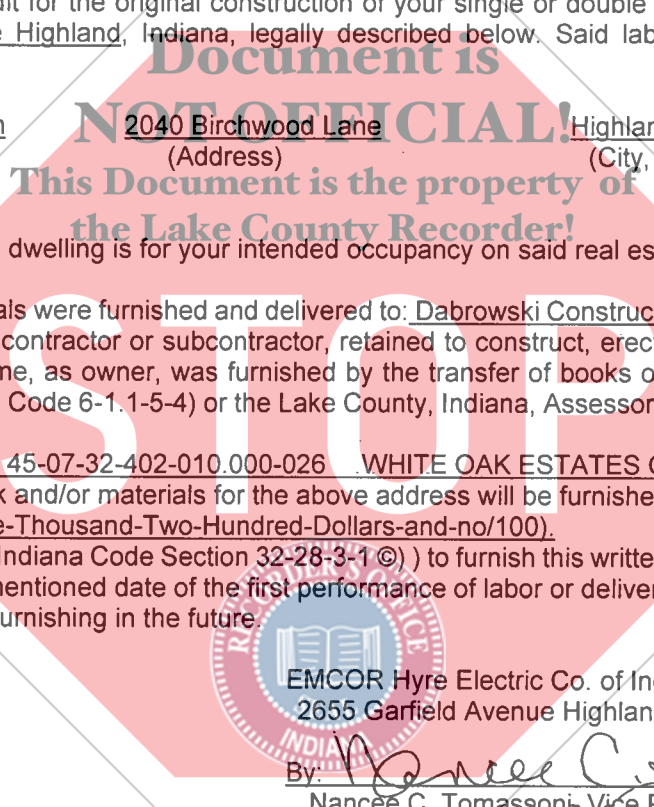 dit for the original construction of your single or double
e Highland, Indiana, legally described below. Said lab
Document is
NOT OFFICIAL!
2040 Birchwood Lane Highlan
(Address) (City,
This Document is the property of
the Lake County Recorder!
dwelling is for your intended occupancy on said real es
als were furnished and delivered to: Dabrowski Construc
contractor or subcontractor, retained to construct, erec
me, as owner, was furnished by the transfer of books o
Code 6-1.1-5-4) or the Lake County, Indiana, Assessor
STOP
45-07-32-402-010.000-026 WHITE OAK ESTATES
k and/or materials for the above address will be furnishe
e-Thousand-Two-Hundred-Dollars-and-no/100).
Indiana Code Section 32-28-3-1 ©) ) to furnish this writte
mentioned date of the first performance of labor or deliver
urnishing in the future.
RECORDER'S OFFICE
EMCOR Hyre Electric Co. of In
2655 Garfield Avenue Highlan
INDIANA
By: Nancee C.
Nancee C. Tomassoni, Vice